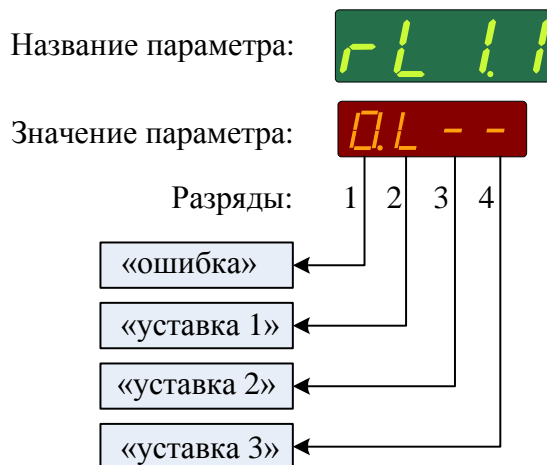 Название параметра: rL 1.1
Значение параметра: 0.L - -
Разряды: 1 2 3 4
«ошибка»
«уставка 1»
«уставка 2»
«уставка 3»